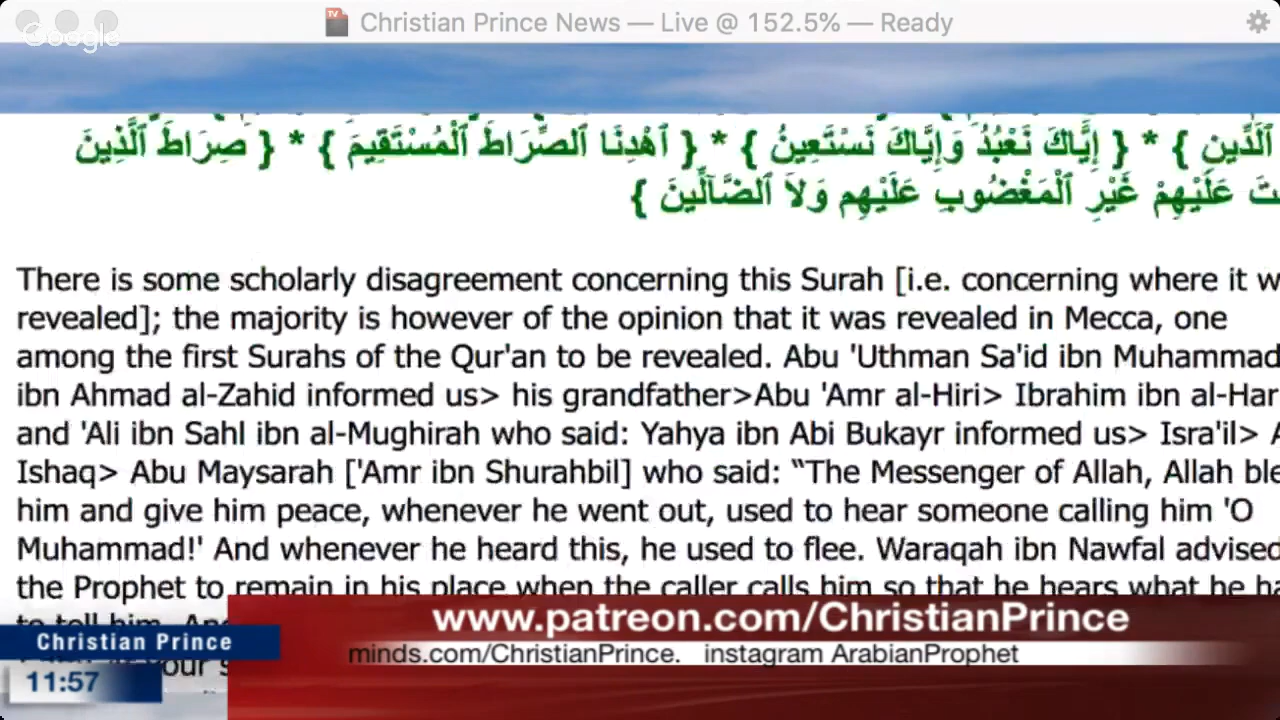 Christian Prince News — Live @ 152.5% — Ready
Google
ٱلدِّينِ } * { إِيَّاكَ نَعْبُدُ وَإِيَّاكَ نَسْتَعِينُ } * { ٱهْدِنَا ٱلصِّرَاطَ ٱلْمُسْتَقِيمَ } * { صِرَاطَ ٱلَّذِينَ
عَلَيْهِمْ غَيْرِ ٱلْمَغْضُوبِ عَلَيْهِم وَلاَ ٱلضَّآلِّينَ }
There is some scholarly disagreement concerning this Surah [i.e. concerning where it w
revealed]; the majority is however of the opinion that it was revealed in Mecca, one
among the first Surahs of the Qur'an to be revealed. Abu 'Uthman Sa'id ibn Muhammad
ibn Ahmad al-Zahid informed us> his grandfather>Abu 'Amr al-Hiri> Ibrahim ibn al-Har
and 'Ali ibn Sahl ibn al-Mughirah who said: Yahya ibn Abi Bukayr informed us> Isra'il> A
Ishaq> Abu Maysarah ['Amr ibn Shurahbil] who said: “The Messenger of Allah, Allah ble
him and give him peace, whenever he went out, used to hear someone calling him 'O
Muhammad!' And whenever he heard this, he used to flee. Waraqah ibn Nawfal advised
the Prophet to remain in his place when the caller calls him so that he hears what he ha
to tell him.
www.patreon.com/ChristianPrince
Christian Prince
minds.com/ChristianPrince. instagram ArabianProphet
your
11:57